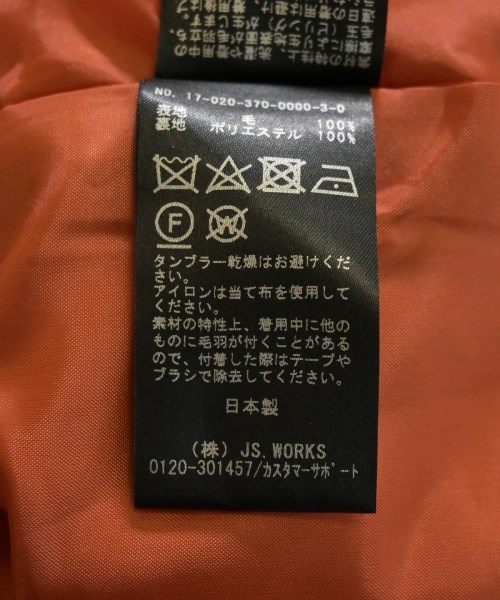 NO. 17-020-370-0000-3-0
表地 毛 100%
裏地 ポリエステル 100%
F
W
タンブラー乾燥はお避けくだ
さい。
アイロンは当て布を使用して
ください。
素材の特性上、着用中に他の
ものに毛羽が付くことがある
ので、付着した際はテープや
ブラシで除去してください。
日本製
(株) JS.WORKS
0120-301457/ｶｽﾀﾏｰｻﾎﾟｰﾄ